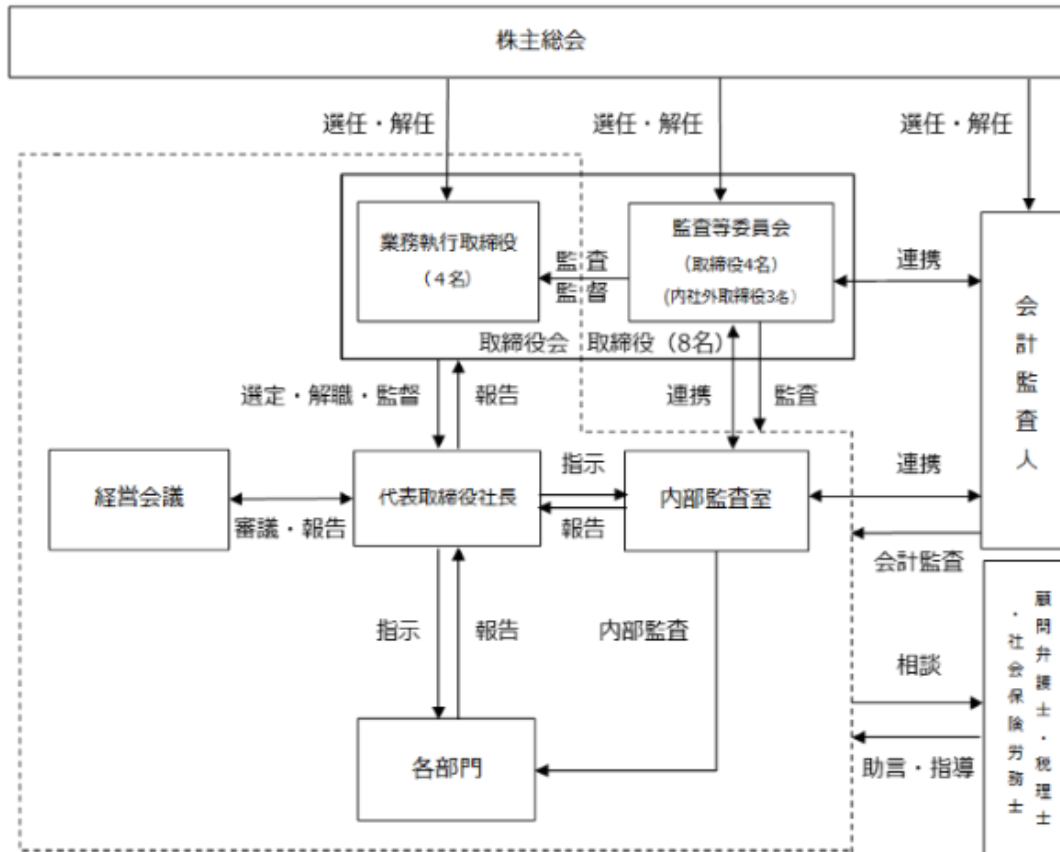 株主総会
選任・解任
選任・解任
選任・解任
業務執行取締役
（４名）
監査
監督
監査等委員会
(取締役4名)
(内社外取締役3名)
連携
会計監査人
取締役会　取締役（8名）
選定・解職・監督
報告
連携
監査
経営会議
審議・報告
代表取締役社長
指示
報告
内部監査室
連携
会計監査
指示
報告
内部監査
各部門
相談
助言・指導
顧問弁護士・税理士
・社会保険労務士